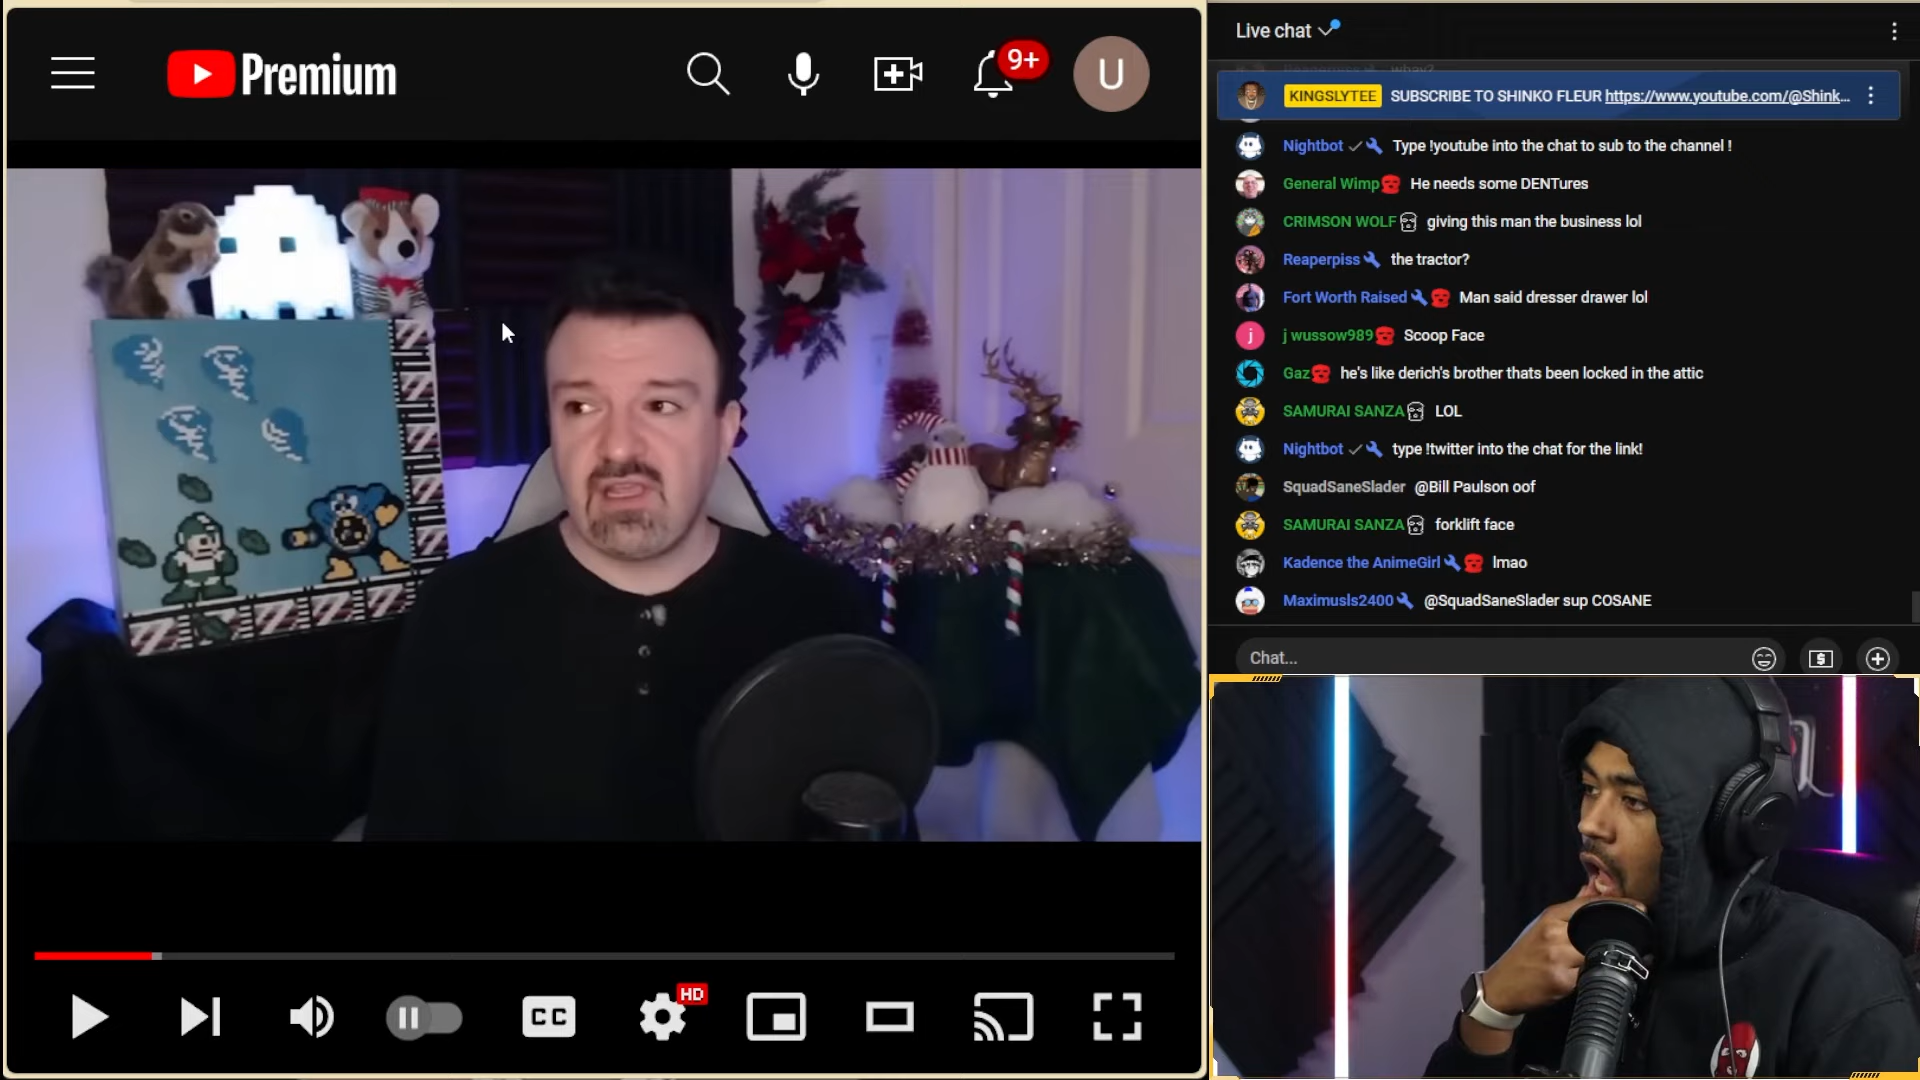 Premium
9+
U
CC
HD
Live chat
KINGSLYTEE SUBSCRIBE TO SHINKO FLEUR https://www.youtube.com/@Shink...
Nightbot Type !youtube into the chat to sub to the channel !
General Wimp He needs some DENTures
CRIMSON WOLF giving this man the business lol
Reaperpiss the tractor?
Fort Worth Raised Man said dresser drawer lol
j
j wussow989 Scoop Face
Gaz he's like derich's brother thats been locked in the attic
SAMURAI SANZA LOL
Nightbot type !twitter into the chat for the link!
SquadSaneSlader @Bill Paulson oof
SAMURAI SANZA forklift face
Kadence the AnimeGirl lmao
Maximusls2400 @SquadSaneSlader sup COSANE
Chat...